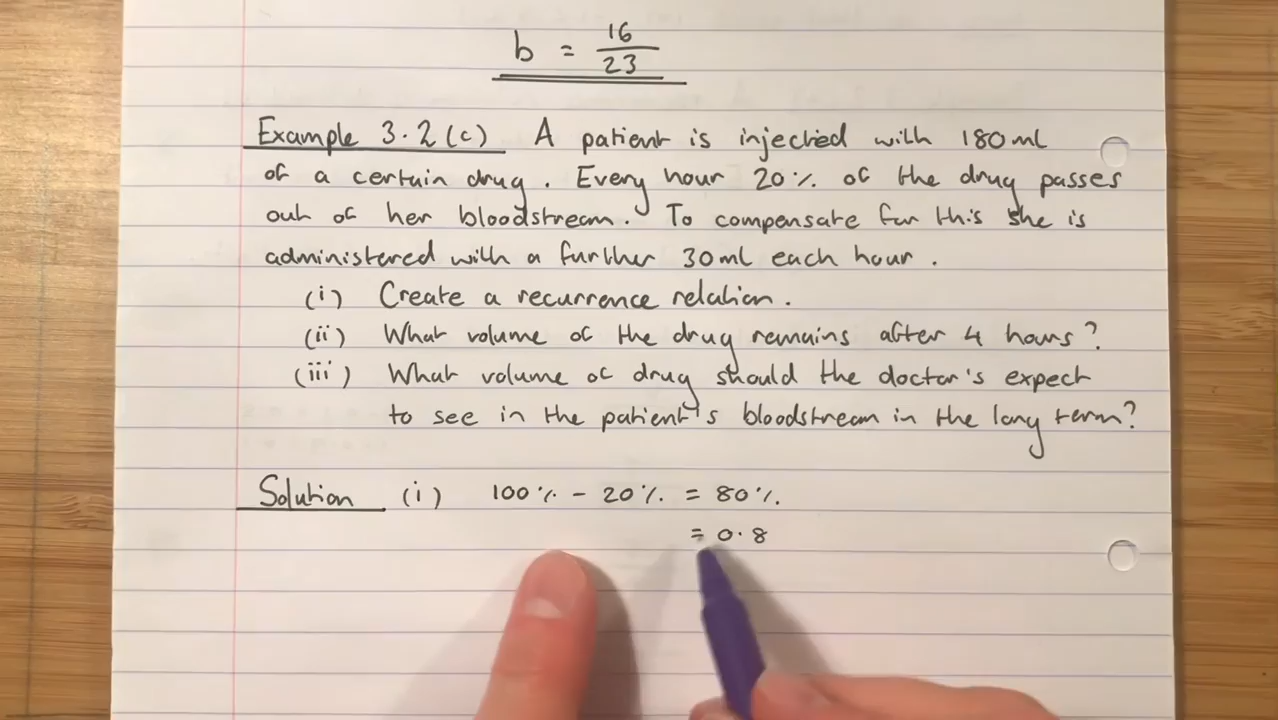 b = 16/23
Example 3.2(c) A patient is injected with 180ml
of a certain drug. Every hour 20% of the drug passes
out of her bloodstream. To compensate for this she is
administered with a further 30ml each hour.
(i) Create a recurrence relation.
(ii) What volume of the drug remains after 4 hours?
(iii) What volume of drug should the doctor's expect
to see in the patient's bloodstream in the long term?
Solution (i) 100% - 20% = 80%
= 0.8